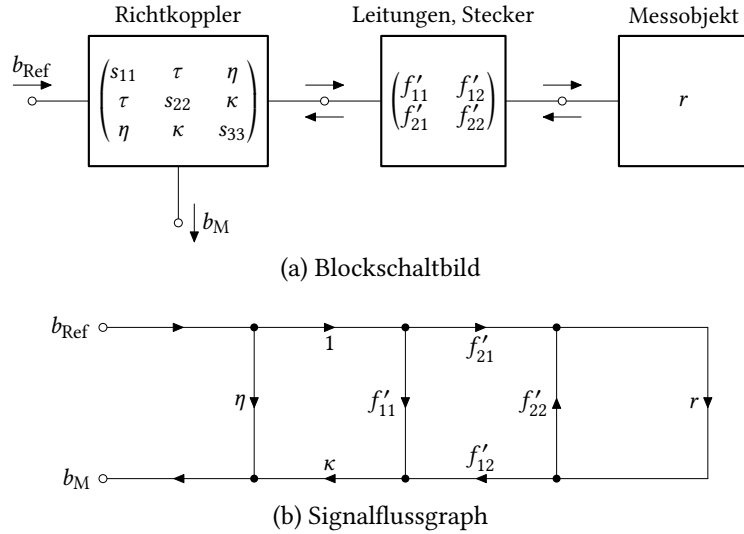 Richtkoppler Leitungen, Stecker Messobjekt
b_Ref
s₁₁ τ η
τ s₂₂ κ
η κ s₃₃
f′₁₁ f′₁₂
f′₂₁ f′₂₂
r
b_M
(a) Blockschaltbild
b_Ref
1 f′₂₁
η f′₁₁ f′₂₂ r
b_M κ f′₁₂
(b) Signalflussgraph